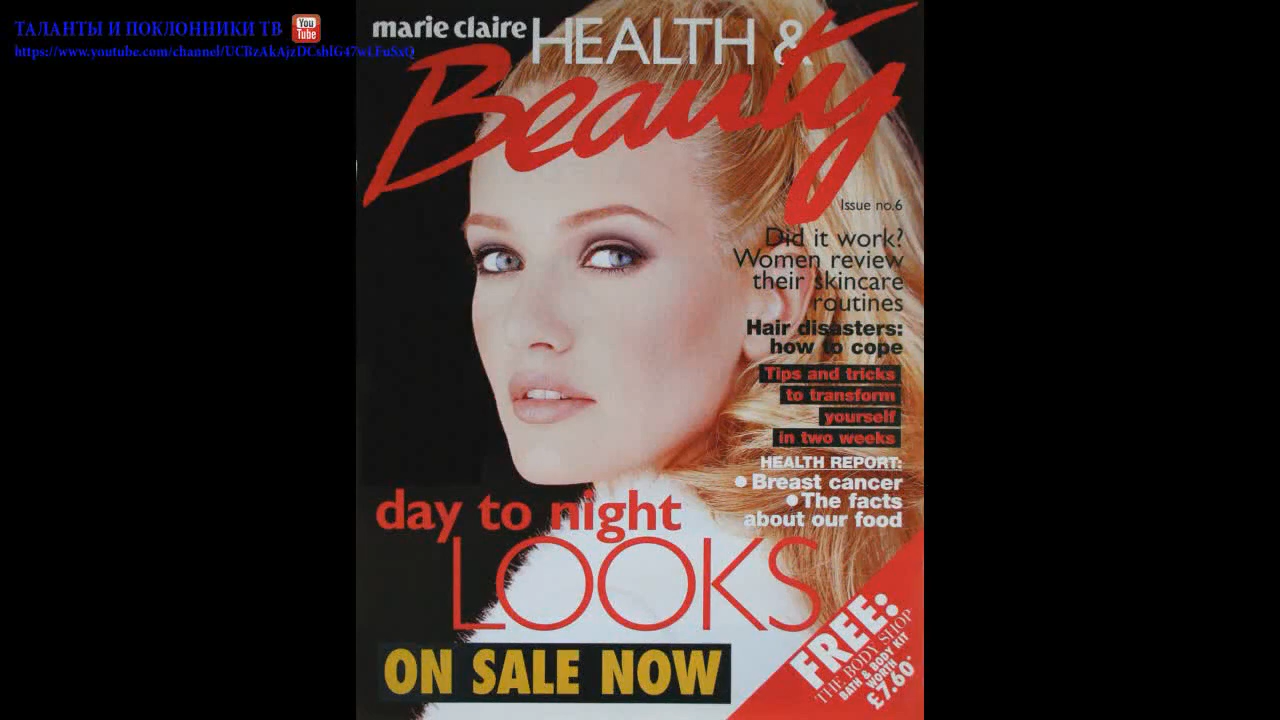 ТАЛАНТЫ И ПОКЛОННИКИ ТВ You Tube
https://www.youtube.com/channel/UCBzAkAjzDCshlG47wLFuSxQ
marie claire HEALTH &
Beauty
Issue no.6
Did it work?
Women review
their skincare
routines
Hair disasters:
how to cope
Tips and tricks
to transform
yourself
in two weeks
HEALTH REPORT:
• Breast cancer
• The facts
about our food
day to night
LOOKS
ON SALE NOW
FREE:
THE BODY SHOP
BATH & BODY KIT
WORTH
£7.60*